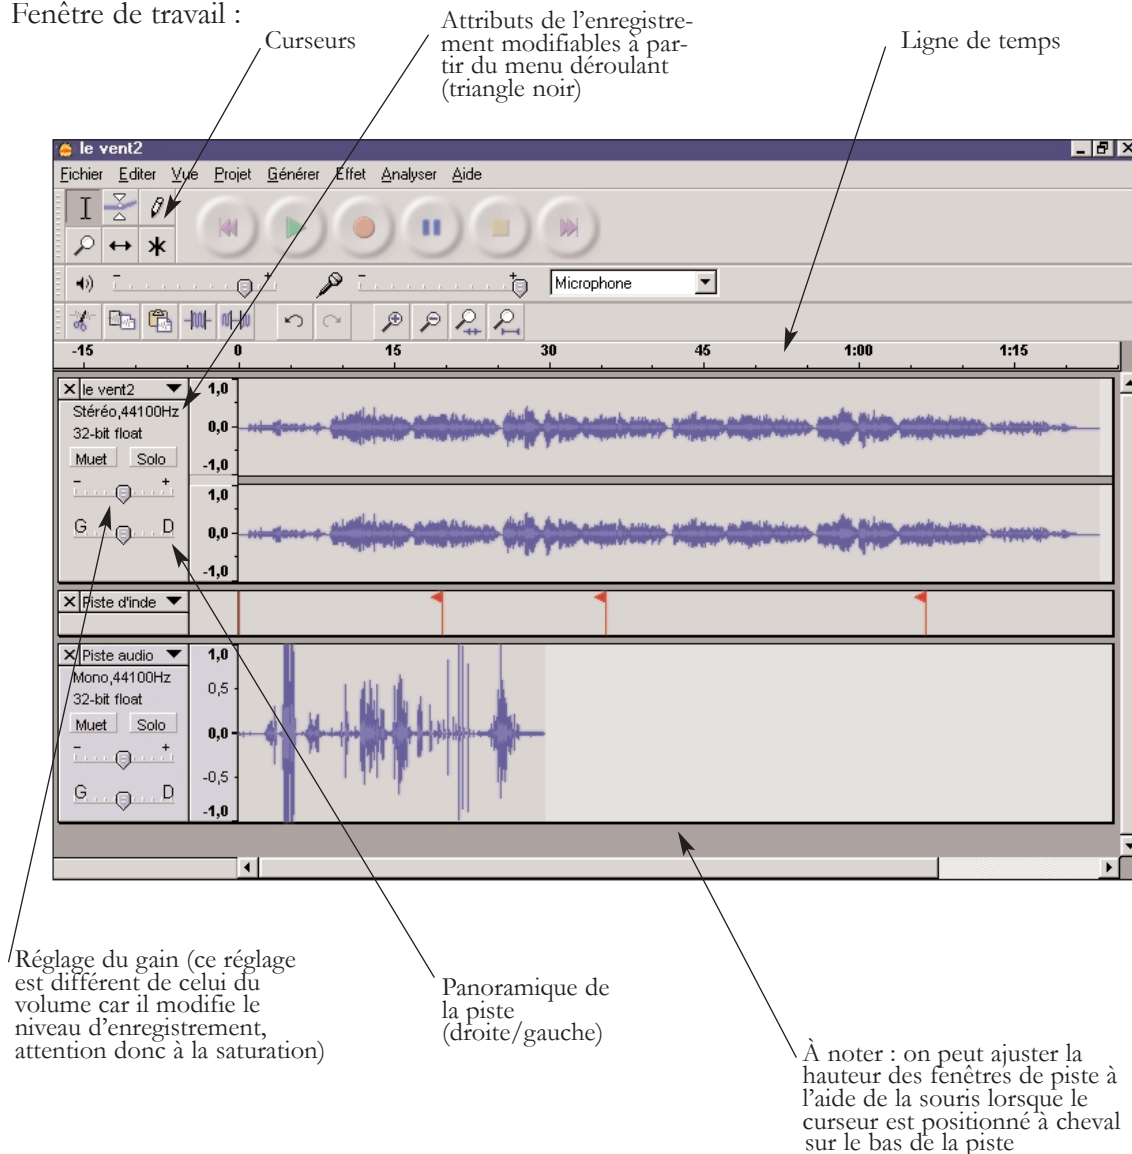 Fenêtre de travail :
Curseurs
Attributs de l'enregistre-
ment modifiables à par-
tir du menu déroulant
(triangle noir)
Ligne de temps
le vent2
Fichier Editer Vue Projet Générer Effet Analyser Aide
- +
- +
Microphone
-15 0 15 30 45 1:00 1:15
le vent2
Stéréo,44100Hz
32-bit float
Muet Solo
- +
G D
1,0
0,0
-1,0
1,0
0,0
-1,0
Piste d'inde
Piste audio
Mono,44100Hz
32-bit float
Muet Solo
- +
G D
1,0
0,5
0,0
-0,5
-1,0
Réglage du gain (ce réglage
est différent de celui du
volume car il modifie le
niveau d'enregistrement,
attention donc à la saturation)
Panoramique de
la piste
(droite/gauche)
À noter : on peut ajuster la
hauteur des fenêtres de piste à
l'aide de la souris lorsque le
curseur est positionné à cheval
sur le bas de la piste